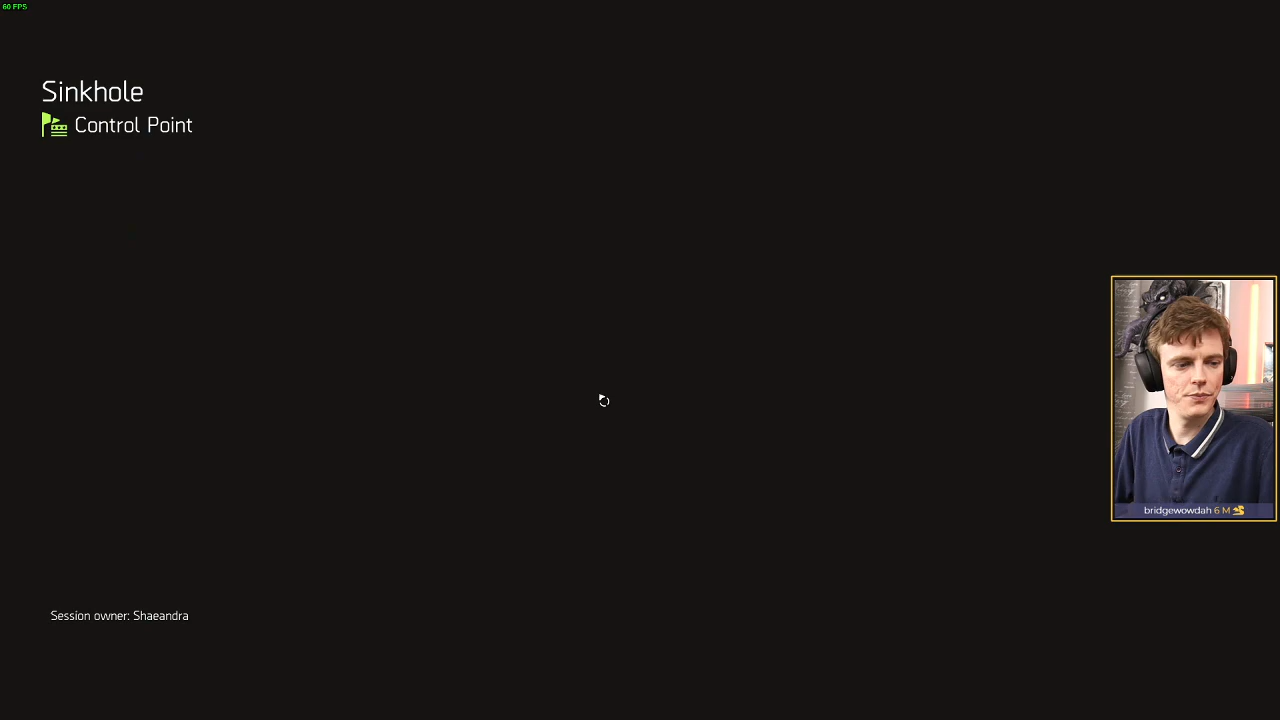 60 FPS
Sinkhole
Control Point
bridgewowdah 6 M
Session owner: Shaeandra